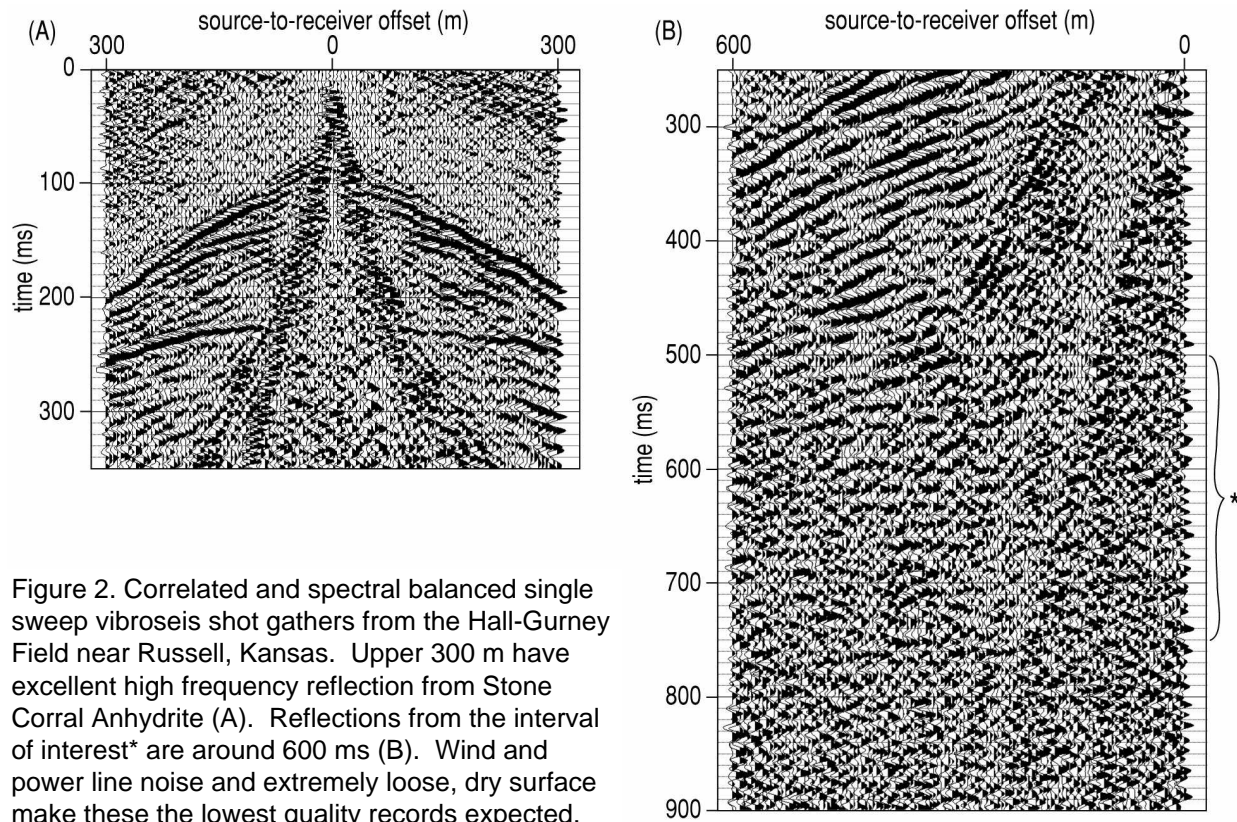 (A)
source-to-receiver offset (m)
300
0
300
0
100
200
300
time (ms)
(B)
source-to-receiver offset (m)
600
0
300
400
500
600
700
800
900
time (ms)
*
Figure 2. Correlated and spectral balanced single
sweep vibroseis shot gathers from the Hall-Gurney
Field near Russell, Kansas. Upper 300 m have
excellent high frequency reflection from Stone
Corral Anhydrite (A). Reflections from the interval
of interest* are around 600 ms (B). Wind and
power line noise and extremely loose, dry surface
make these the lowest quality records expected.